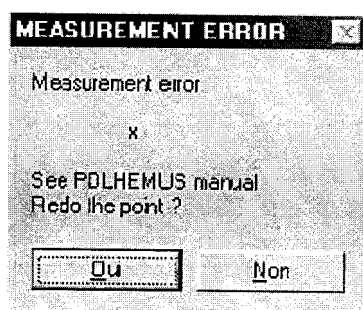 MEASUREMENT ERROR
Measurement error
x
See POLHEMUS manual
Redo the point ?
Oui
Non